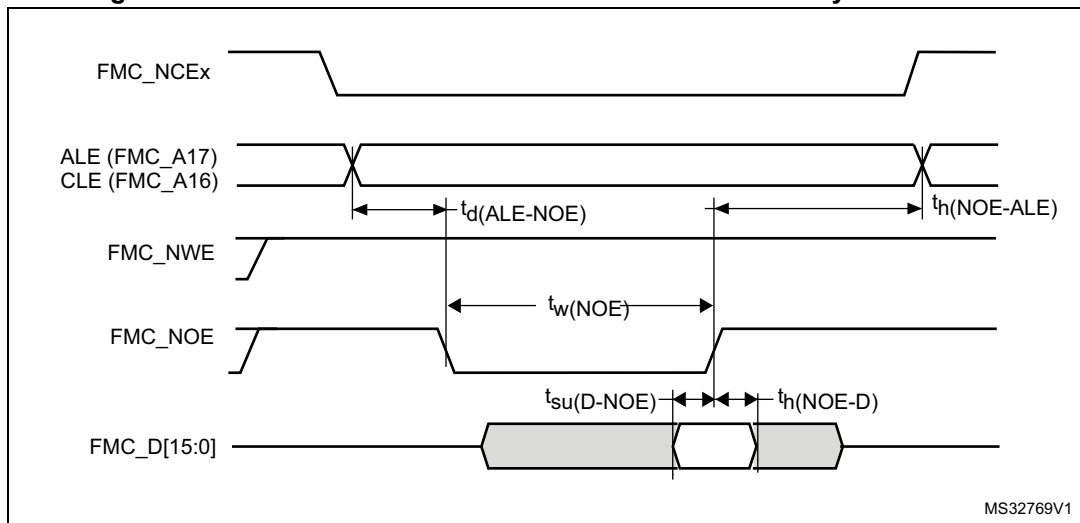 FMC_NCEx
ALE (FMC_A17)
CLE (FMC_A16)
td(ALE-NOE)
th(NOE-ALE)
FMC_NWE
tw(NOE)
FMC_NOE
tsu(D-NOE)
th(NOE-D)
FMC_D[15:0]
MS32769V1